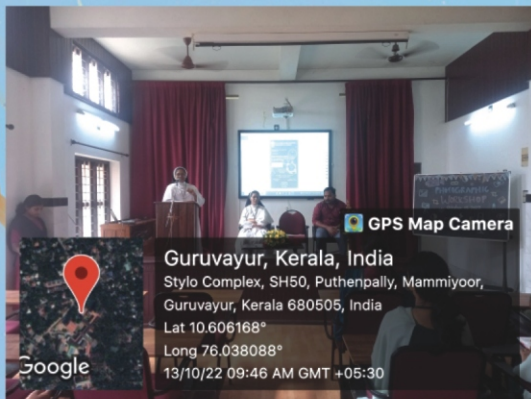 WORKSHOP
GPS Map Camera
Guruvayur, Kerala, India
Stylo Complex, SH50, Puthenpally, Mammiyoor,
Guruvayur, Kerala 680505, India
Lat 10.606168°
Long 76.038088°
13/10/22 09:46 AM GMT +05:30
Google